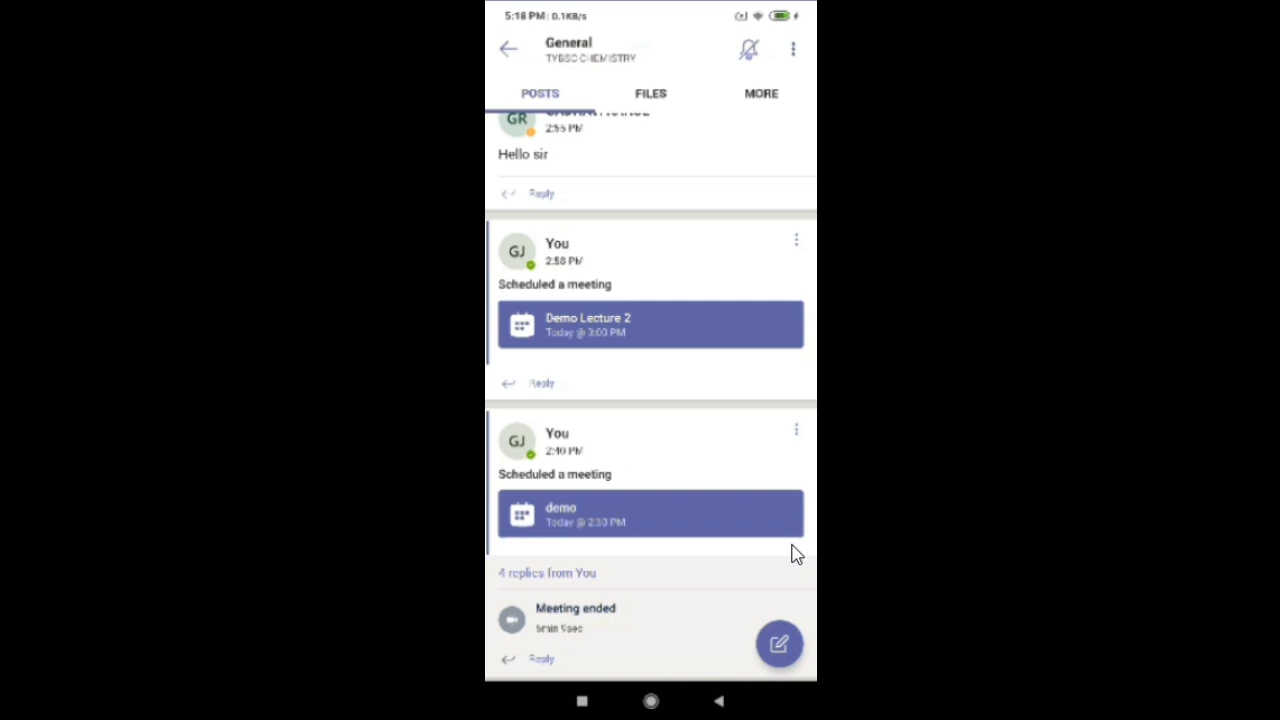 5:18 PM | 0.1KB/s
General
TYBSC CHEMISTRY
POSTS
FILES
MORE
GR
2:55 PM
Hello sir
Reply
GJ
You
2:58 PM
Scheduled a meeting
Demo Lecture 2
Today @ 3:00 PM
Reply
GJ
You
2:40 PM
Scheduled a meeting
demo
Today @ 2:30 PM
4 replies from You
Meeting ended
Reply